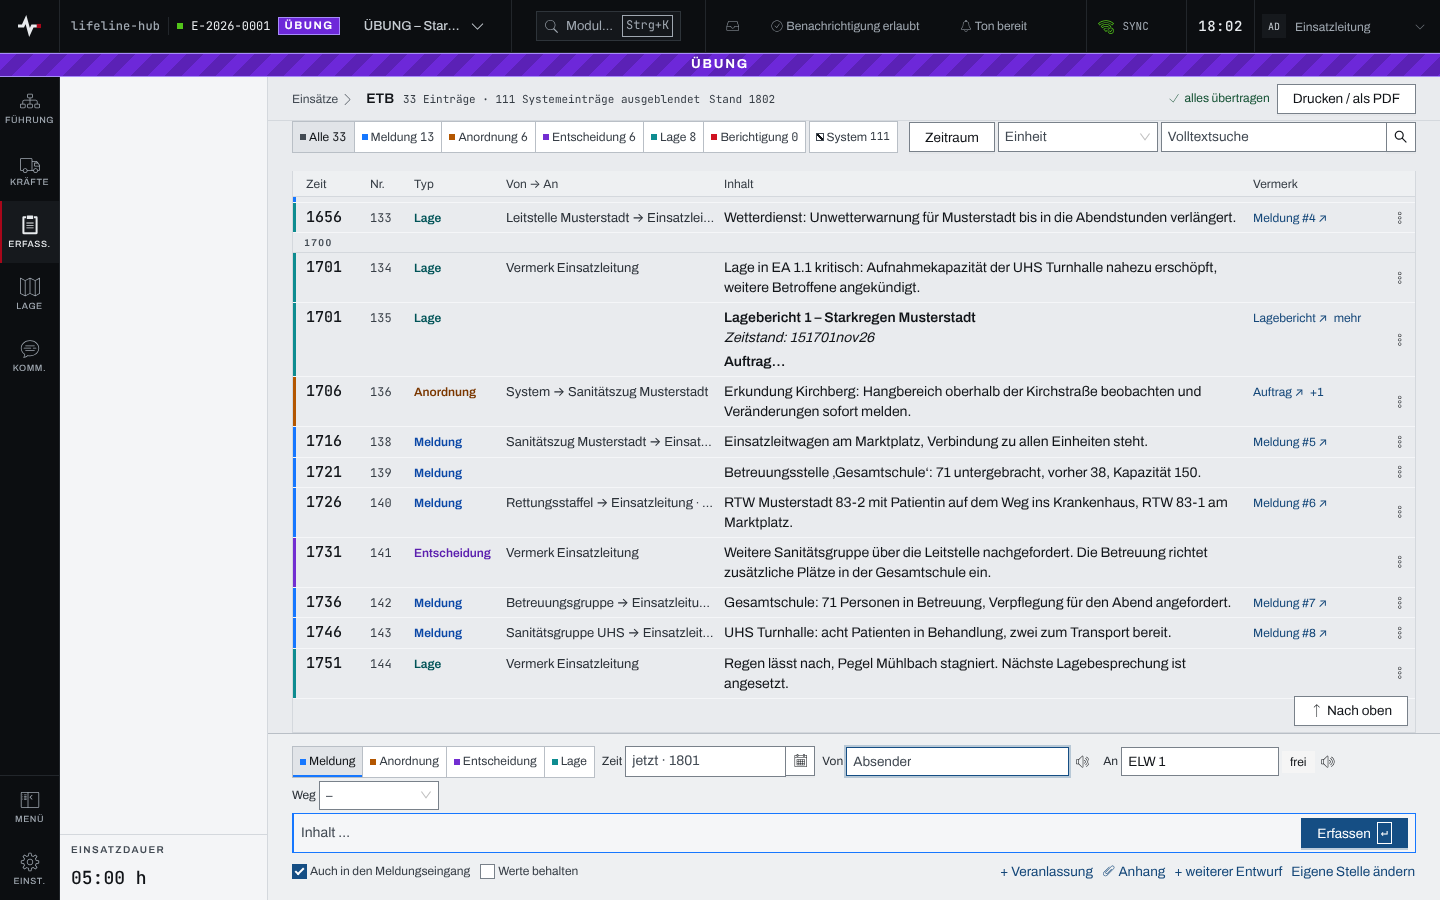 lifeline-hub E-2026-0001 ÜBUNG ÜBUNG – Star... Modul... Strg+K Benachrichtigung erlaubt Ton bereit SYNC 18:02 AD Einsatzleitung
ÜBUNG
FÜHRUNG
KRÄFTE
ERFASS.
LAGE
KOMM.
MENÜ
EINST.
EINSATZDAUER
05:00 h
Einsätze ETB 33 Einträge · 111 Systemeinträge ausgeblendet Stand 1802 alles übertragen Drucken / als PDF
Alle 33 Meldung 13 Anordnung 6 Entscheidung 6 Lage 8 Berichtigung 0 System 111 Zeitraum Einheit Volltextsuche
Zeit Nr. Typ Von → An Inhalt Vermerk
1656 133 Lage Leitstelle Musterstadt → Einsatzlei... Wetterdienst: Unwetterwarnung für Musterstadt bis in die Abendstunden verlängert. Meldung #4 ↗
1700
1701 134 Lage Vermerk Einsatzleitung Lage in EA 1.1 kritisch: Aufnahmekapazität der UHS Turnhalle nahezu erschöpft,
weitere Betroffene angekündigt.
1701 135 Lage Lagebericht 1 – Starkregen Musterstadt Lagebericht ↗ mehr
Zeitstand: 151701nov26
Auftrag...
1706 136 Anordnung System → Sanitätszug Musterstadt Erkundung Kirchberg: Hangbereich oberhalb der Kirchstraße beobachten und Auftrag ↗ +1
Veränderungen sofort melden.
1716 138 Meldung Sanitätszug Musterstadt → Einsat... Einsatzleitwagen am Marktplatz, Verbindung zu allen Einheiten steht. Meldung #5 ↗
1721 139 Meldung Betreuungsstelle ‚Gesamtschule‘: 71 untergebracht, vorher 38, Kapazität 150.
1726 140 Meldung Rettungsstaffel → Einsatzleitung · ... RTW Musterstadt 83-2 mit Patientin auf dem Weg ins Krankenhaus, RTW 83-1 am Meldung #6 ↗
Marktplatz.
1731 141 Entscheidung Vermerk Einsatzleitung Weitere Sanitätsgruppe über die Leitstelle nachgefordert. Die Betreuung richtet
zusätzliche Plätze in der Gesamtschule ein.
1736 142 Meldung Betreuungsgruppe → Einsatzleitu... Gesamtschule: 71 Personen in Betreuung, Verpflegung für den Abend angefordert. Meldung #7 ↗
1746 143 Meldung Sanitätsgruppe UHS → Einsatzleit... UHS Turnhalle: acht Patienten in Behandlung, zwei zum Transport bereit. Meldung #8 ↗
1751 144 Lage Vermerk Einsatzleitung Regen lässt nach, Pegel Mühlbach stagniert. Nächste Lagebesprechung ist
angesetzt.
↑ Nach oben
Meldung Anordnung Entscheidung Lage Zeit jetzt · 1801 Von Absender An ELW 1 frei
Weg –
Inhalt ... Erfassen ↵
Auch in den Meldungseingang Werte behalten + Veranlassung Anhang + weiterer Entwurf Eigene Stelle ändern